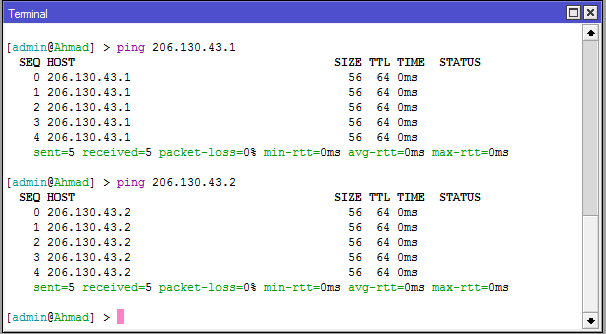 Terminal
[admin@Ahmad] > ping 206.130.43.1
SEQ HOST SIZE TTL TIME STATUS
0 206.130.43.1 56 64 0ms
1 206.130.43.1 56 64 0ms
2 206.130.43.1 56 64 0ms
3 206.130.43.1 56 64 0ms
4 206.130.43.1 56 64 0ms
sent=5 received=5 packet-loss=0% min-rtt=0ms avg-rtt=0ms max-rtt=0ms
[admin@Ahmad] > ping 206.130.43.2
SEQ HOST SIZE TTL TIME STATUS
0 206.130.43.2 56 64 0ms
1 206.130.43.2 56 64 0ms
2 206.130.43.2 56 64 0ms
3 206.130.43.2 56 64 0ms
4 206.130.43.2 56 64 0ms
sent=5 received=5 packet-loss=0% min-rtt=0ms avg-rtt=0ms max-rtt=0ms
[admin@Ahmad] >